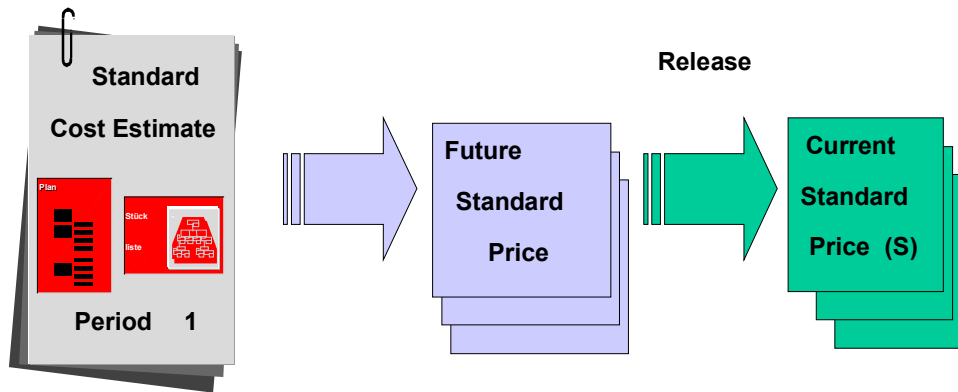 Standard
Cost Estimate
Plan
Stück
liste
Period 1
Future
Standard
Price
Release
Current
Standard
Price (S)